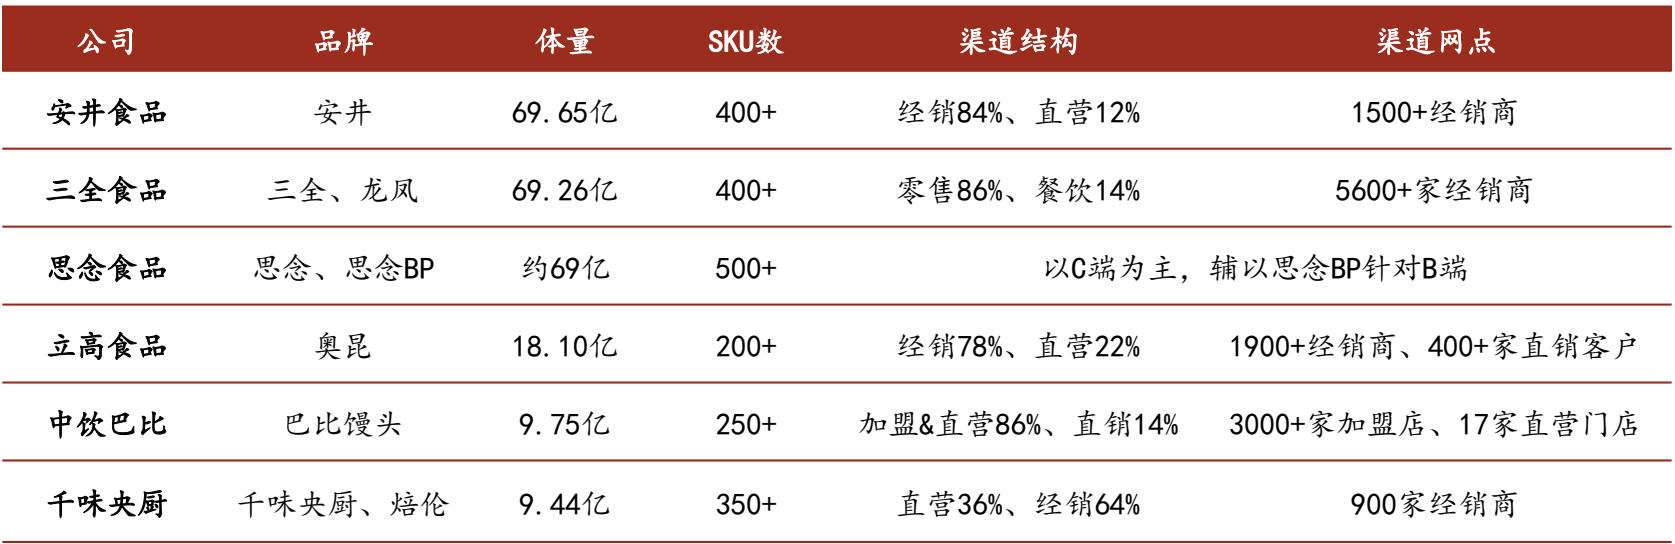 公司 品牌 体量 SKU数 渠道结构 渠道网点
安井食品 安井 69.65亿 400+ 经销84%、直营12% 1500+经销商
三全食品 三全、龙凤 69.26亿 400+ 零售86%、餐饮14% 5600+家经销商
思念食品 思念、思念BP 约69亿 500+ 以C端为主，辅以思念BP针对B端
立高食品 奥昆 18.10亿 200+ 经销78%、直营22% 1900+经销商、400+家直销客户
中饮巴比 巴比馒头 9.75亿 250+ 加盟&直营86%、直销14% 3000+家加盟店、17家直营门店
千味央厨 千味央厨、焙伦 9.44亿 350+ 直营36%、经销64% 900家经销商